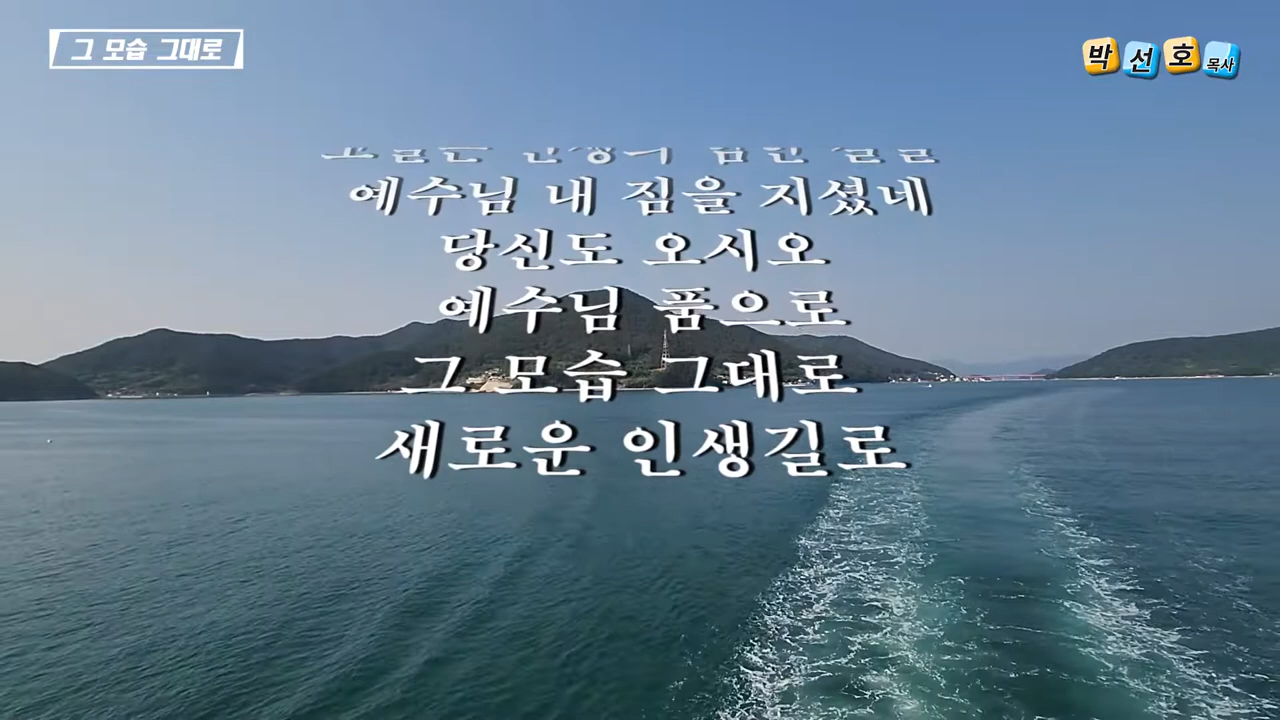 그 모습 그대로
박선호 목사
예수님 내 짐을 지셨네
당신도 오시오
예수님 품으로
그 모습 그대로
새로운 인생길로